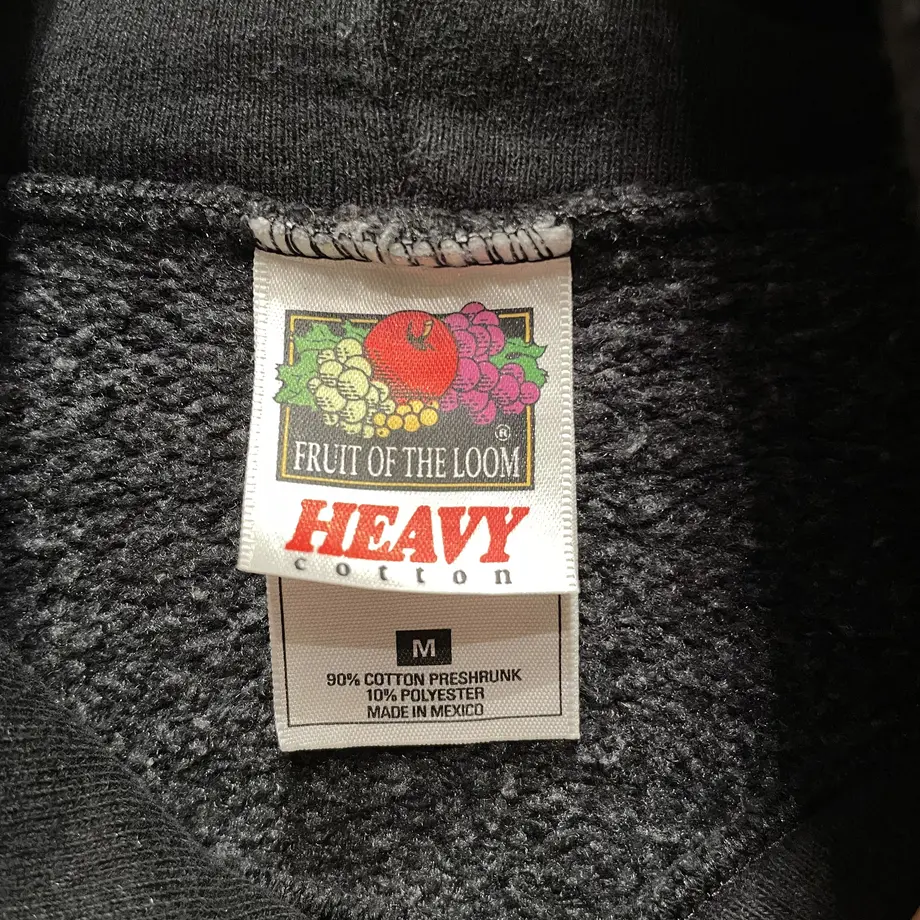 ®
FRUIT OF THE LOOM
HEAVY
cotton
M
90% COTTON PRESHRUNK
10% POLYESTER
MADE IN MEXICO